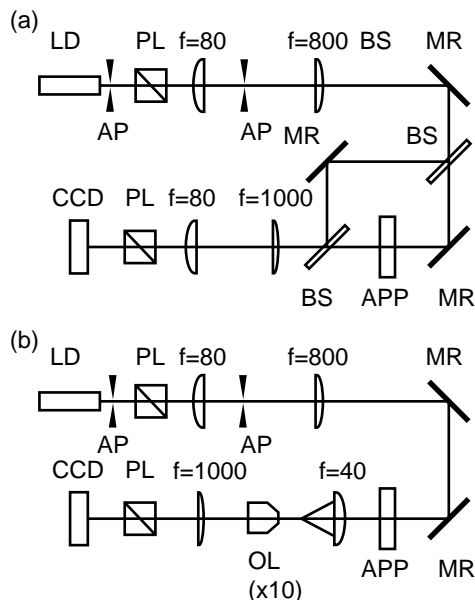 (a)
LD PL f=80 f=800 BS MR
AP AP MR BS
CCD PL f=80 f=1000
BS APP MR
(b)
LD PL f=80 f=800 MR
AP AP
CCD PL f=1000 f=40
OL APP MR
(x10)